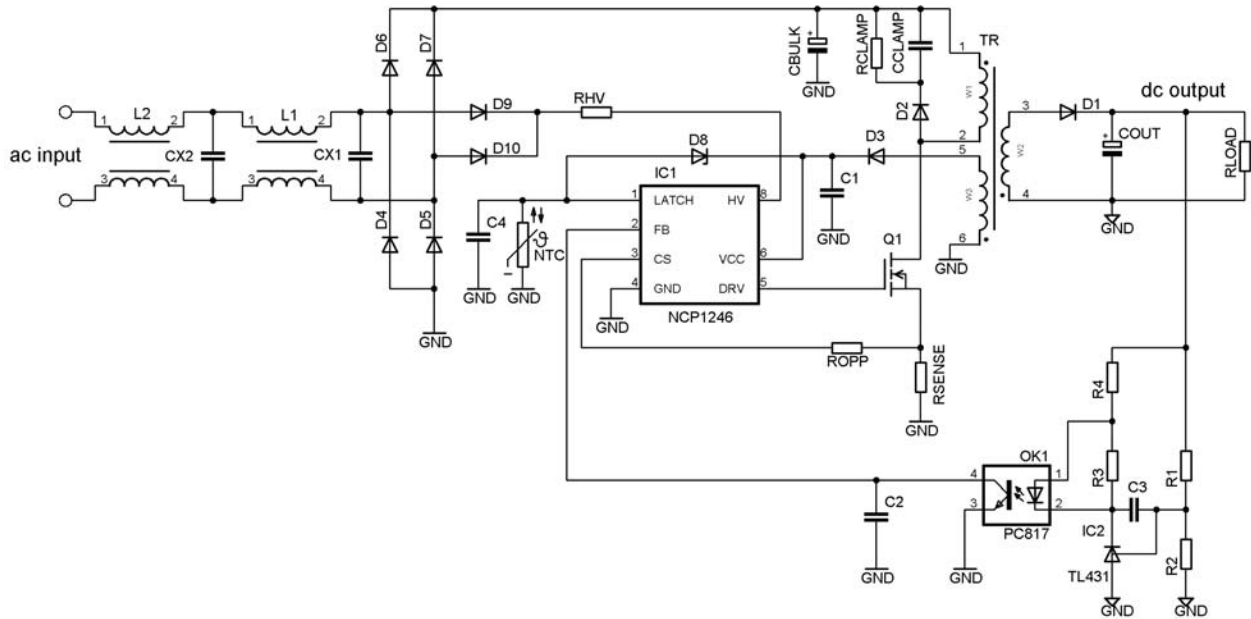 D6
D7
CBULK
+
GND
RCLAMP
CCLAMP
TR
1
W1
2
D2
L2
1
2
3
4
CX2
L1
1
2
3
4
CX1
ac input
D9
D10
RHV
D8
D3
5
W3
6
GND
C1
GND
3
W2
4
D1
dc output
+
COUT
GND
RLOAD
D4
D5
GND
C4
GND
ϑ
NTC
−
GND
IC1
1
LATCH
HV
8
2
FB
3
CS
VCC
6
4
GND
DRV
5
NCP1246
GND
Q1
ROPP
RSENSE
GND
R4
R3
R1
R2
C3
OK1
4
1
3
2
PC817
IC2
TL431
C2
GND
GND
GND
GND